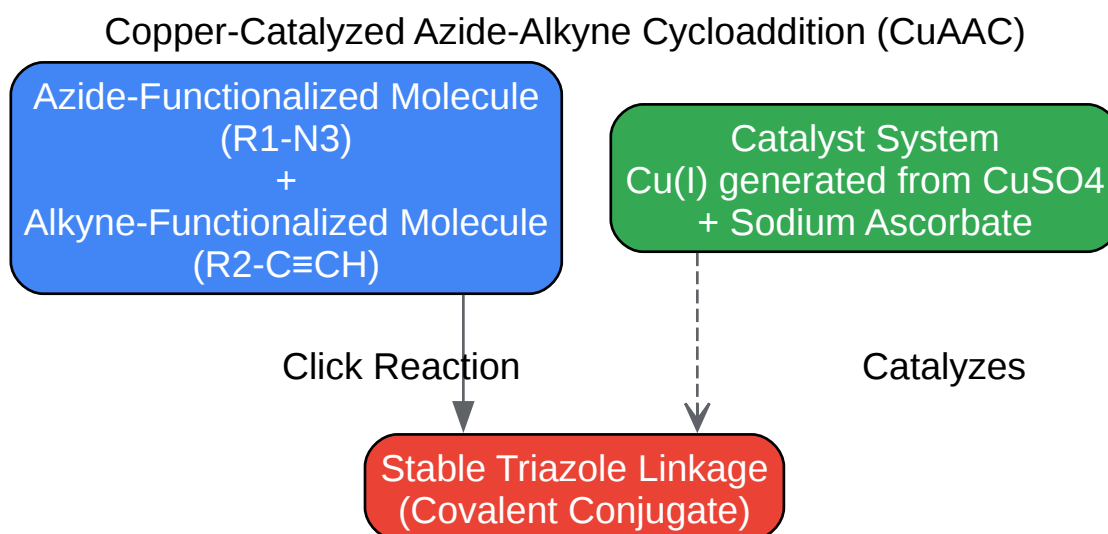 Copper-Catalyzed Azide-Alkyne Cycloaddition (CuAAC)
Azide-Functionalized Molecule
(R1-N3)
+
Alkyne-Functionalized Molecule
(R2-C≡CH)
Catalyst System
Cu(I) generated from CuSO4
+ Sodium Ascorbate
Click Reaction
Catalyzes
Stable Triazole Linkage
(Covalent Conjugate)